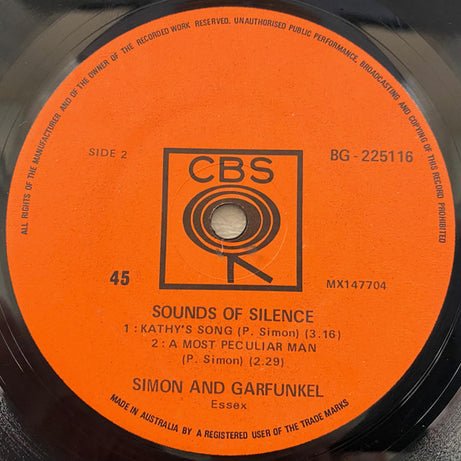 ALL RIGHTS OF THE MANUFACTURER AND OF THE OWNER OF THE RECORDED WORK RESERVED. UNAUTHORISED PUBLIC PERFORMANCE, BROADCASTING AND COPYING OF THIS RECORD PROHIBITED
SIDE 2
CBS
BG - 225116
45
MX147704
SOUNDS OF SILENCE
1 : KATHY'S SONG (P. Simon) (3.16)
2: A MOST PECULIAR MAN
(P. Simon) (2.29)
SIMON AND GARFUNKEL
Essex
MADE IN AUSTRALIA BY A REGISTERED USER OF THE TRADE MARKS